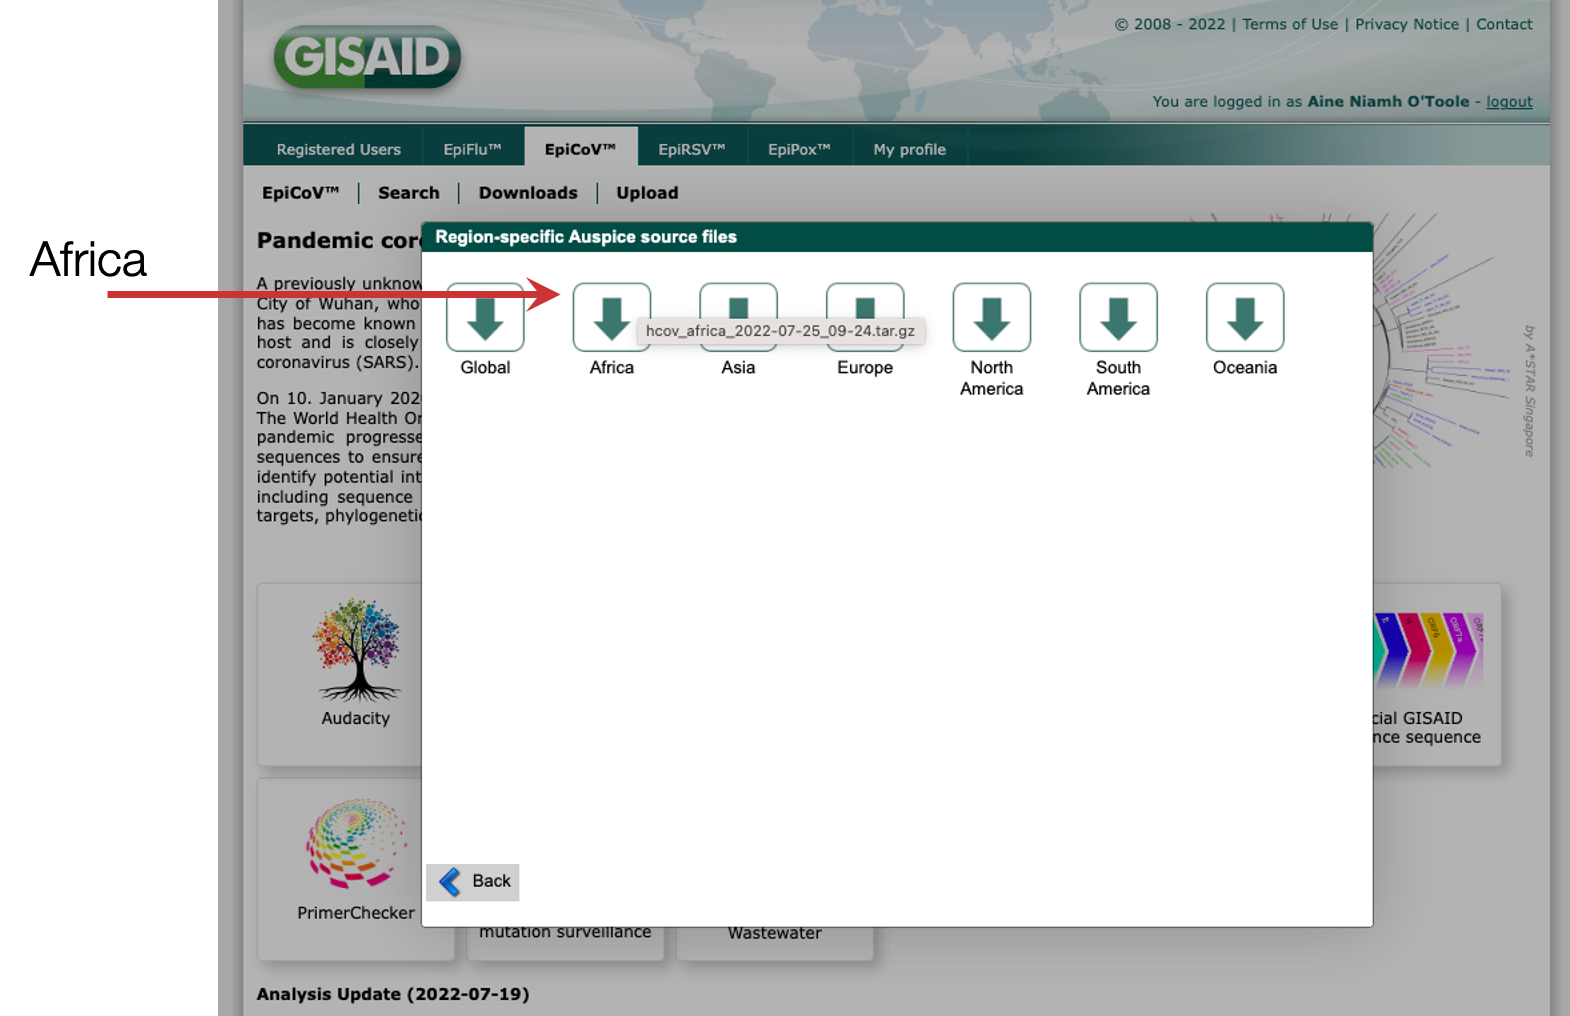 GISAID
© 2008 - 2022 | Terms of Use | Privacy Notice | Contact
You are logged in as Aine Niamh O'Toole - logout
Registered Users EpiFlu™ EpiCoV™ EpiRSV™ EpiPox™ My profile
EpiCoV™ | Search | Downloads | Upload
Africa
Pandemic cor
A previously unknow
City of Wuhan, who
has become known
host and is closely
coronavirus (SARS).
On 10. January 202
The World Health Or
pandemic progresse
sequences to ensure
identify potential int
including sequence
targets, phylogenetic
Region-specific Auspice source files
hcov_africa_2022-07-25_09-24.tar.gz
Global
Africa
Asia
Europe
North
America
South
America
Oceania
Back
by A*STAR Singapore
Audacity
ORF6
ORF7a
cial GISAID
nce sequence
PrimerChecker
mutation surveillance
Wastewater
Analysis Update (2022-07-19)